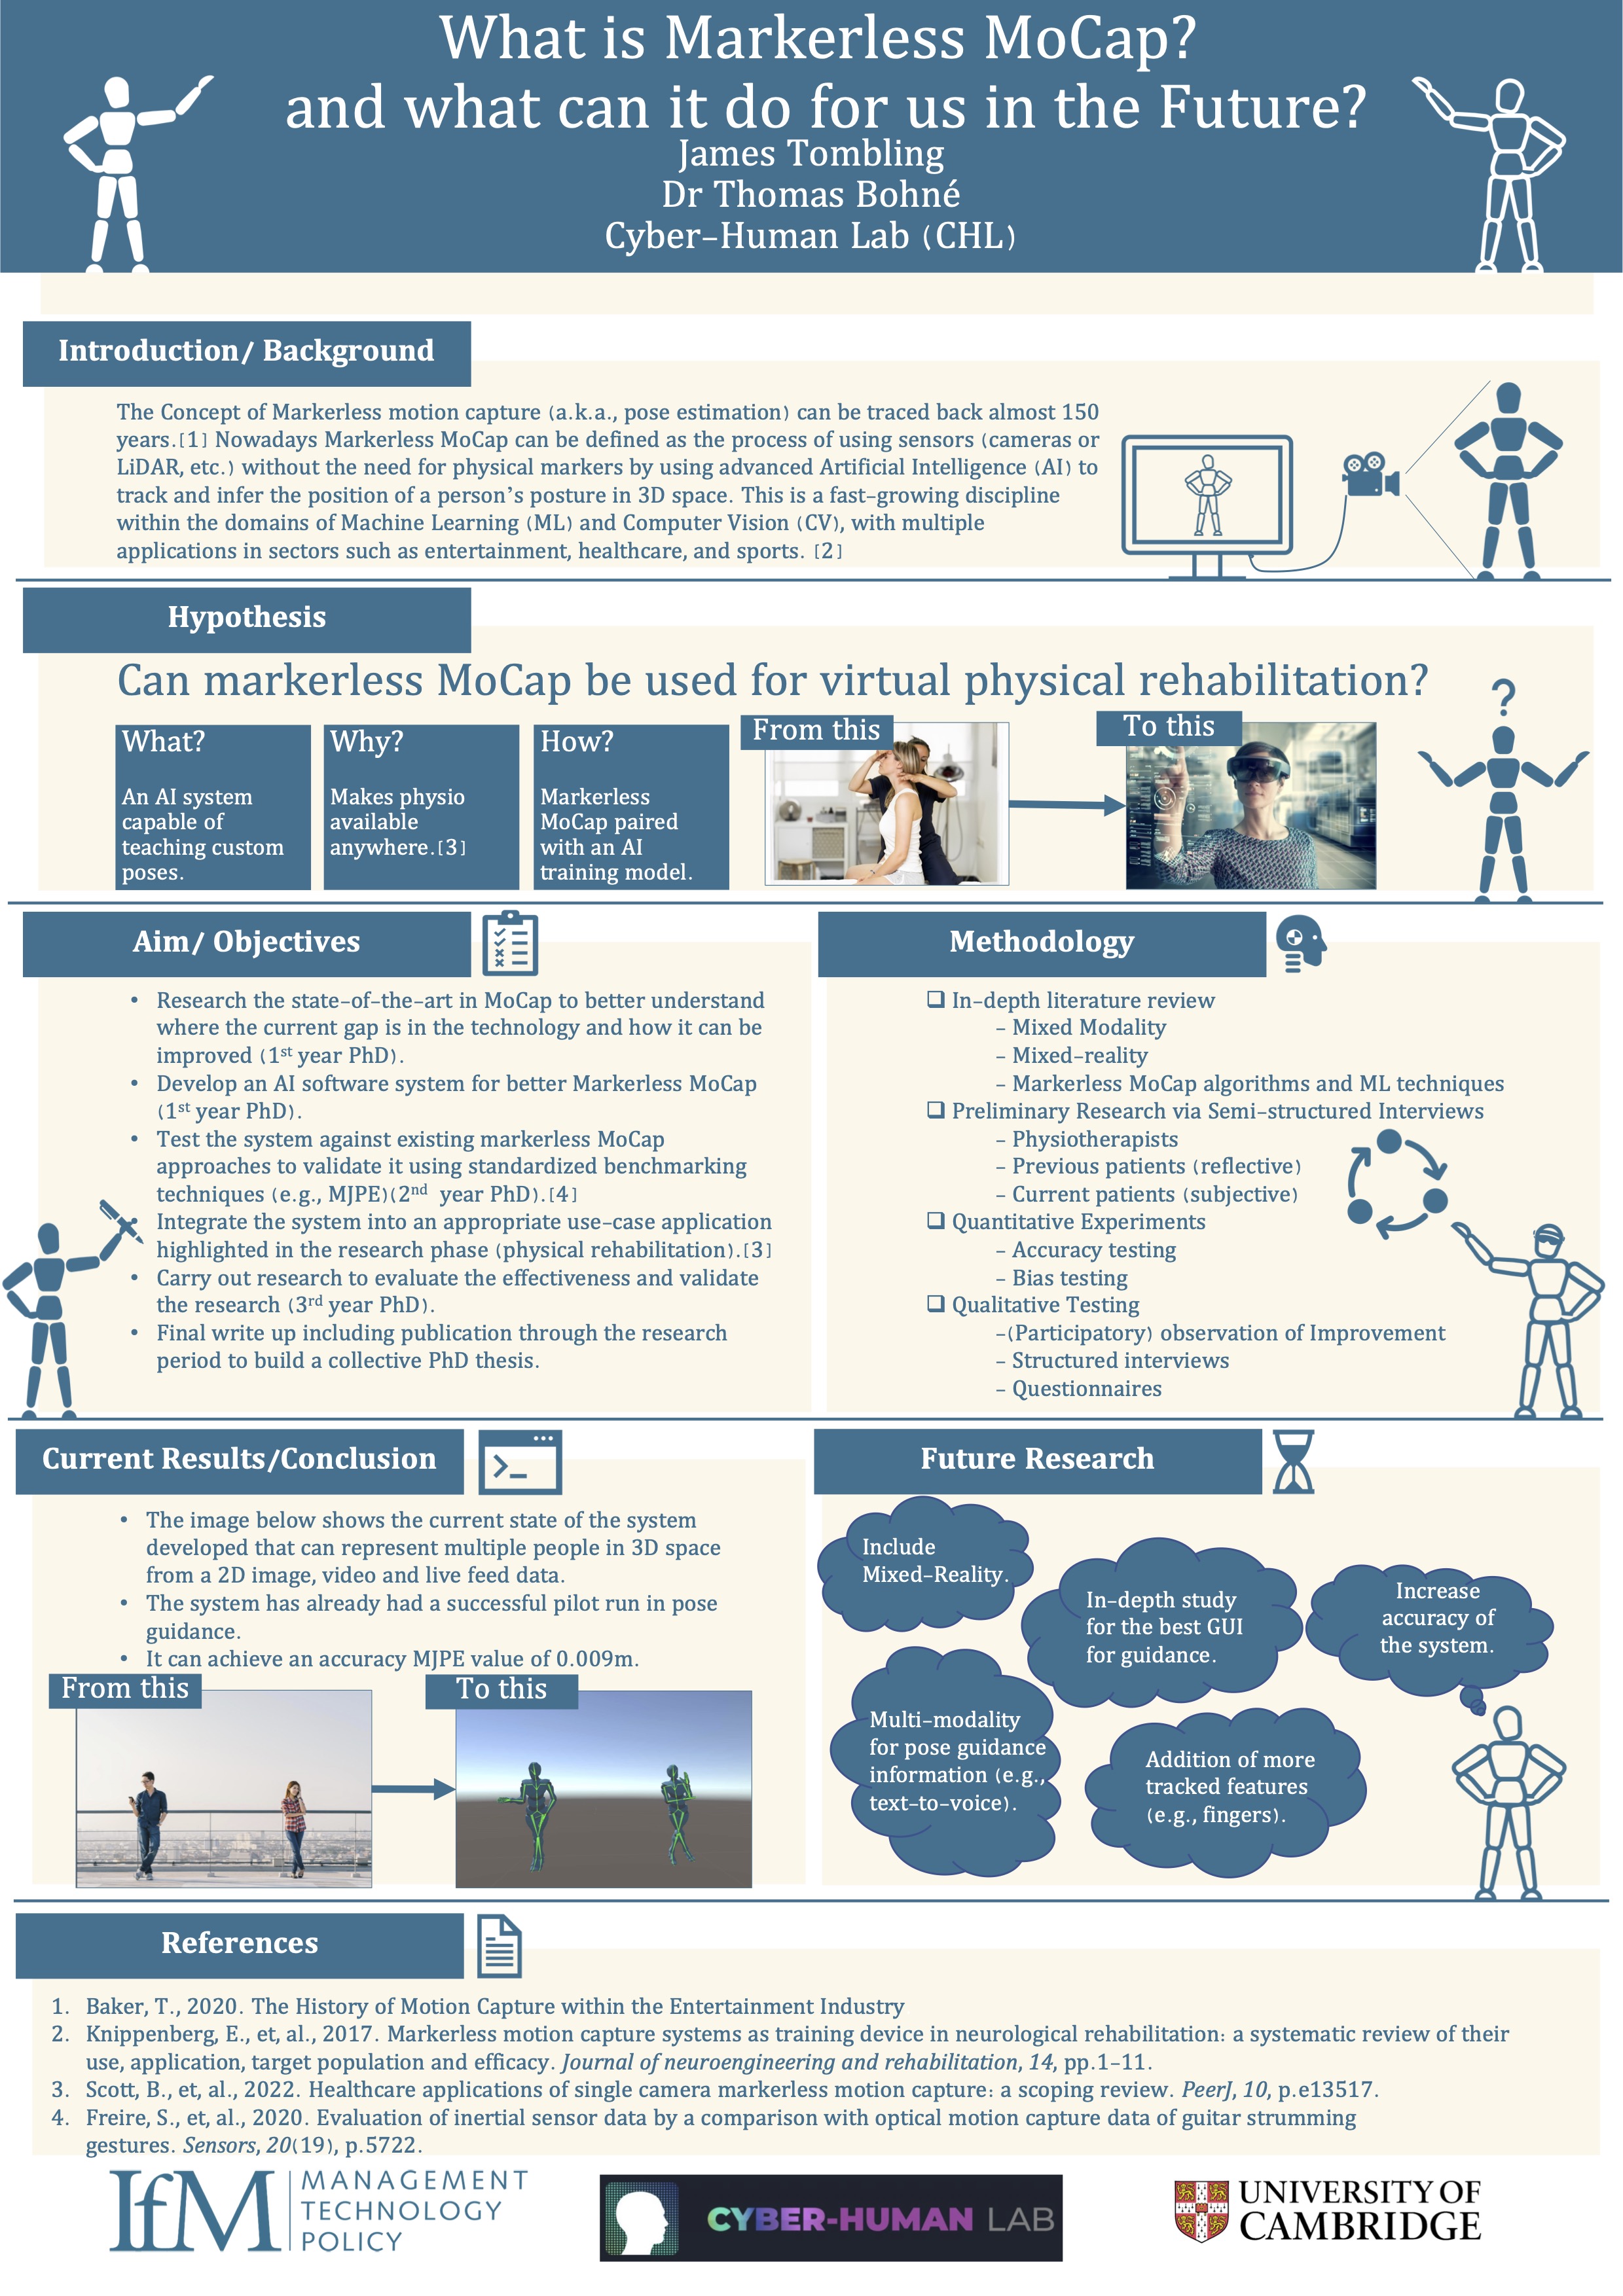 What is Markerless MoCap?
and what can it do for us in the Future?
James Tombling
Dr Thomas Bohné
Cyber-Human Lab (CHL)
Introduction/ Background
The Concept of Markerless motion capture (a.k.a., pose estimation) can be traced back almost 150
years.[1] Nowadays Markerless MoCap can be defined as the process of using sensors (cameras or
LiDAR, etc.) without the need for physical markers by using advanced Artificial Intelligence (AI) to
track and infer the position of a person's posture in 3D space. This is a fast-growing discipline
within the domains of Machine Learning (ML) and Computer Vision (CV), with multiple
applications in sectors such as entertainment, healthcare, and sports. [2]
Hypothesis
Can markerless MoCap be used for virtual physical rehabilitation?
?
What?
An AI system
capable of
teaching custom
poses.
Why?
Makes physio
available
anywhere.[3]
How?
Markerless
MoCap paired
with an AI
training model.
From this
To this
Aim/ Objectives
• Research the state-of-the-art in MoCap to better understand
where the current gap is in the technology and how it can be
improved (1st year PhD).
• Develop an AI software system for better Markerless MoCap
(1st year PhD).
• Test the system against existing markerless MoCap
approaches to validate it using standardized benchmarking
techniques (e.g., MJPE)(2nd year PhD).[4]
Integrate the system into an appropriate use-case application
highlighted in the research phase (physical rehabilitation).[3]
• Carry out research to evaluate the effectiveness and validate
the research (3rd year PhD).
• Final write up including publication through the research
period to build a collective PhD thesis.
Methodology
❑ In-depth literature review
– Mixed Modality
– Mixed-reality
– Markerless MoCap algorithms and ML techniques
❑ Preliminary Research via Semi-structured Interviews
– Physiotherapists
– Previous patients (reflective)
– Current patients (subjective)
❑ Quantitative Experiments
– Accuracy testing
– Bias testing
❑ Qualitative Testing
–(Participatory) observation of Improvement
– Structured interviews
– Questionnaires
Current Results/Conclusion
• The image below shows the current state of the system
developed that can represent multiple people in 3D space
from a 2D image, video and live feed data.
• The system has already had a successful pilot run in pose
guidance.
• It can achieve an accuracy MJPE value of 0.009m.
From this
To this
Future Research
Include
Mixed-Reality.
In-depth study
for the best GUI
for guidance.
Increase
accuracy of
the system.
Multi-modality
for pose guidance
information (e.g.,
text-to-voice).
Addition of more
tracked features
(e.g., fingers).
References
1. Baker, T., 2020. The History of Motion Capture within the Entertainment Industry
2. Knippenberg, E., et, al., 2017. Markerless motion capture systems as training device in neurological rehabilitation: a systematic review of their
use, application, target population and efficacy. Journal of neuroengineering and rehabilitation, 14, pp.1-11.
3. Scott, B., et, al., 2022. Healthcare applications of single camera markerless motion capture: a scoping review. PeerJ, 10, p.e13517.
4. Freire, S., et, al., 2020. Evaluation of inertial sensor data by a comparison with optical motion capture data of guitar strumming
gestures. Sensors, 20(19), p.5722.
IfM
MANAGEMENT
TECHNOLOGY
POLICY
CYBER-HUMAN LAB
UNIVERSITY OF
CAMBRIDGE